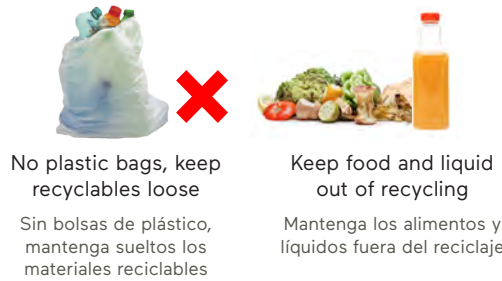 No plastic bags, keep
recyclables loose
Sin bolsas de plástico,
mantenga sueltos los
materiales reciclables
Keep food and liquid
out of recycling
Mantenga los alimentos y
líquidos fuera del reciclaje